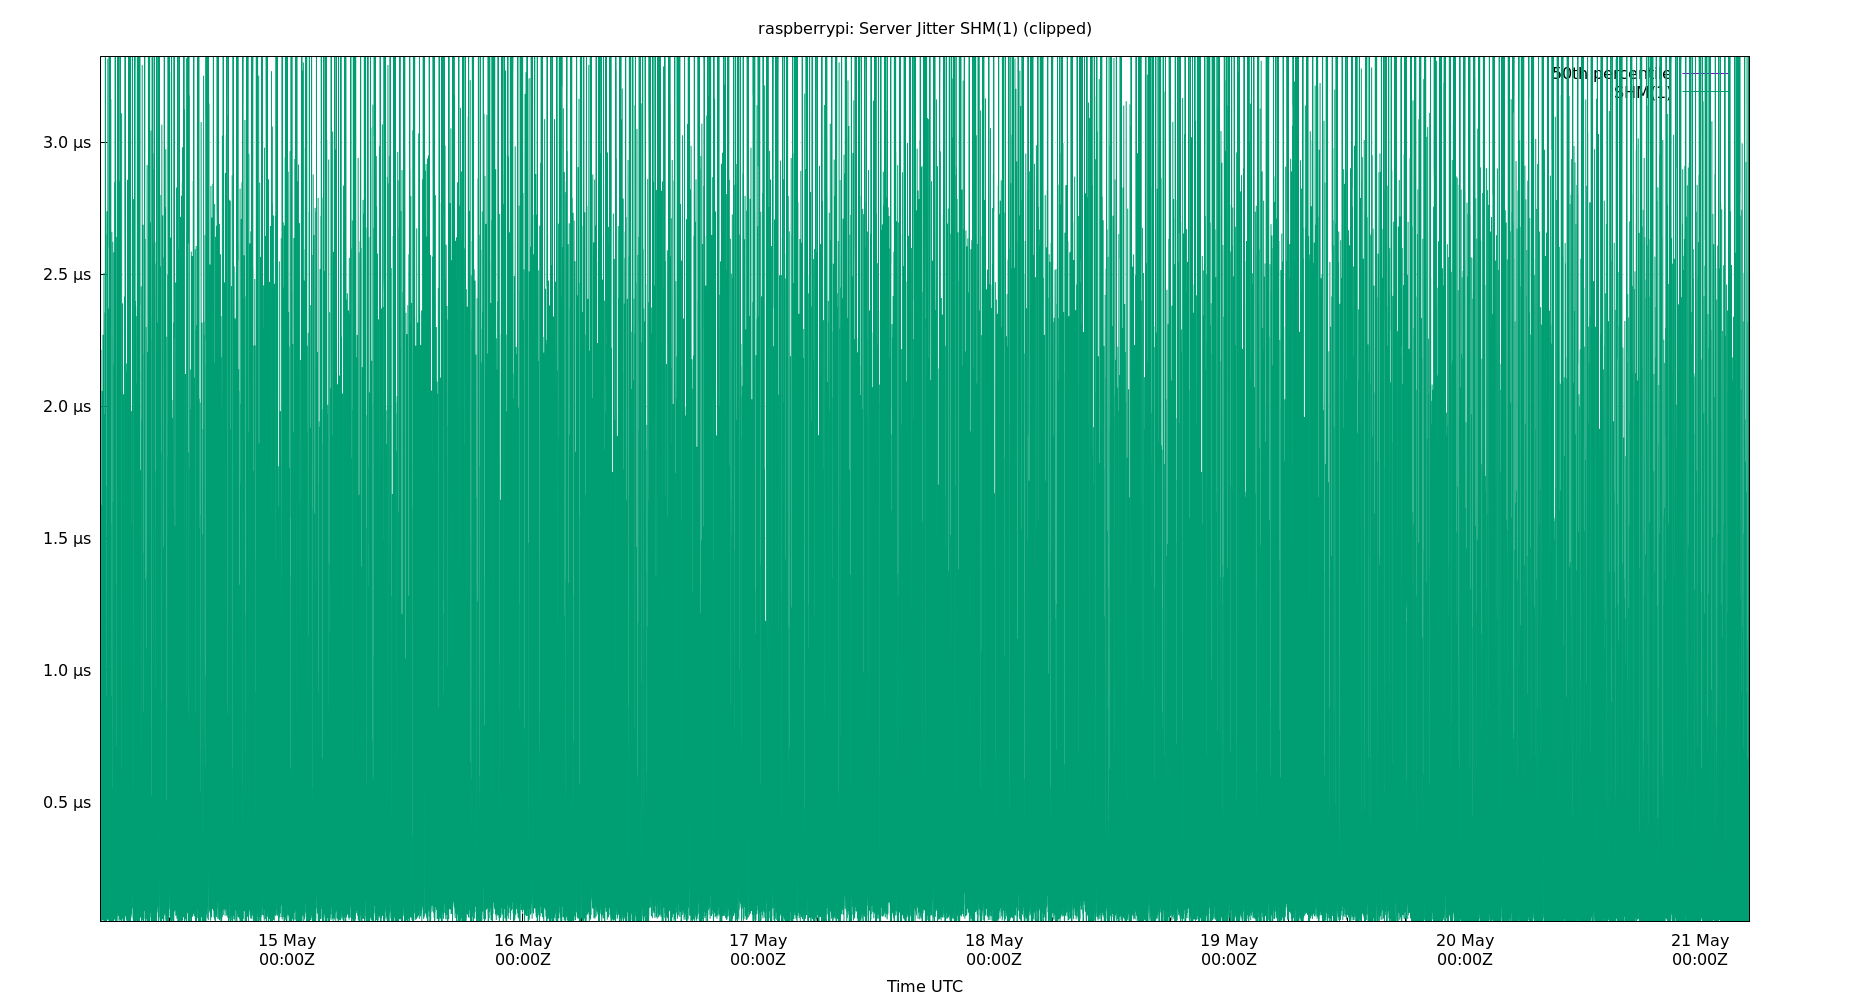 raspberrypi: Server Jitter SHM(1) (clipped)
50th percentile
SHM(1)
3.0 µs
2.5 µs
2.0 µs
1.5 µs
1.0 µs
0.5 µs
15 May 16 May 17 May 18 May 19 May 20 May 21 May
00:00Z 00:00Z 00:00Z 00:00Z 00:00Z 00:00Z 00:00Z
Time UTC